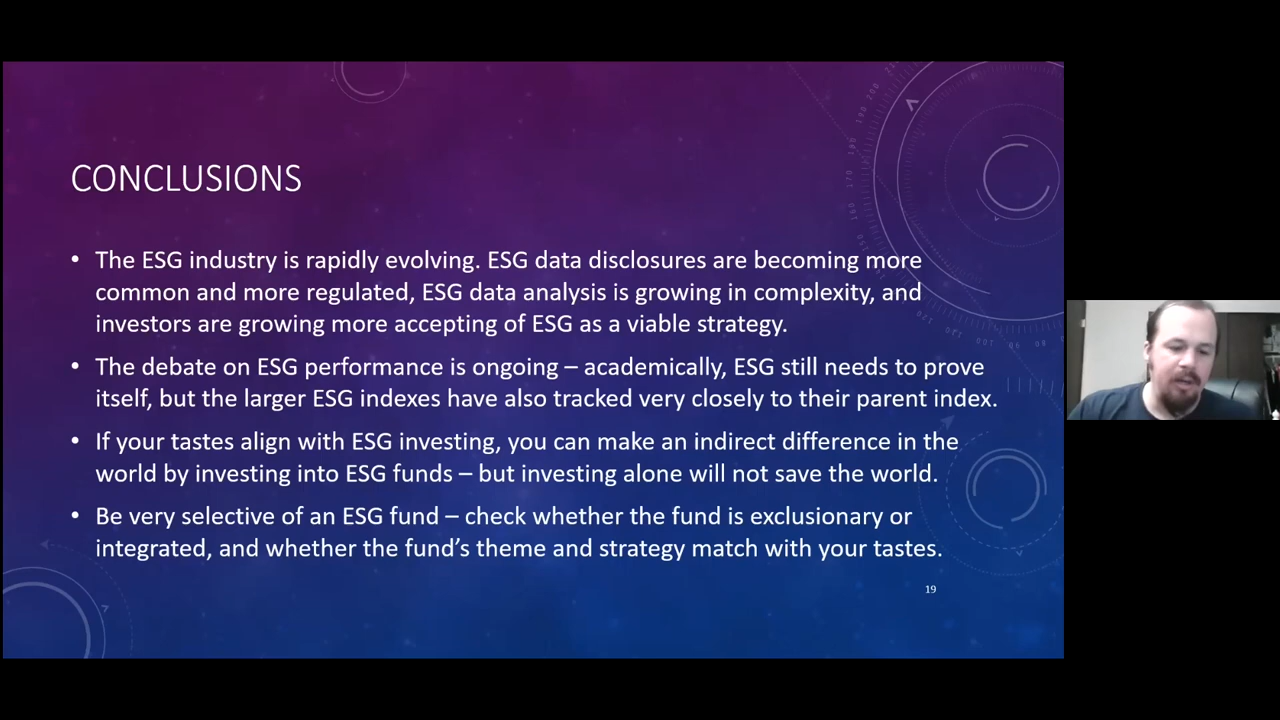 CONCLUSIONS
• The ESG industry is rapidly evolving. ESG data disclosures are becoming more
common and more regulated, ESG data analysis is growing in complexity, and
investors are growing more accepting of ESG as a viable strategy.
• The debate on ESG performance is ongoing – academically, ESG still needs to prove
itself, but the larger ESG indexes have also tracked very closely to their parent index.
• If your tastes align with ESG investing, you can make an indirect difference in the
world by investing into ESG funds – but investing alone will not save the world.
• Be very selective of an ESG fund – check whether the fund is exclusionary or
integrated, and whether the fund's theme and strategy match with your tastes.
19